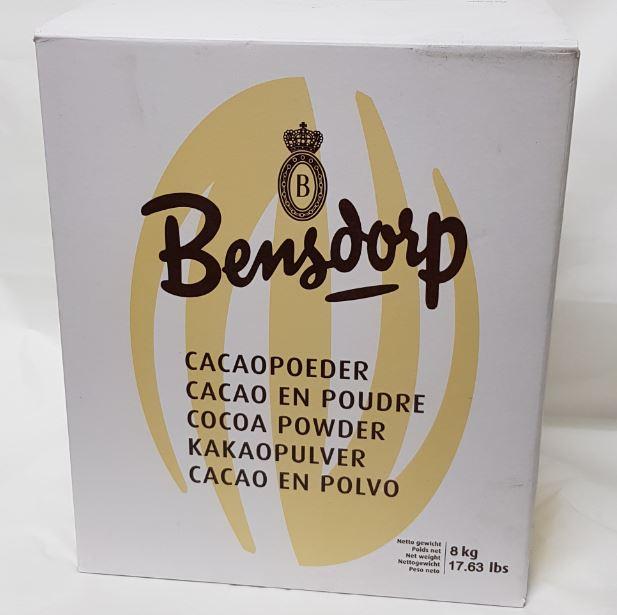 B
Bensdorp
CACAOPOEDER
CACAO EN POUDRE
COCOA POWDER
KAKAOPULVER
CACAO EN POLVO
Netto gewicht
Poids net
Net weight
Nettogewicht
Peso neto
8 kg
17.63 lbs